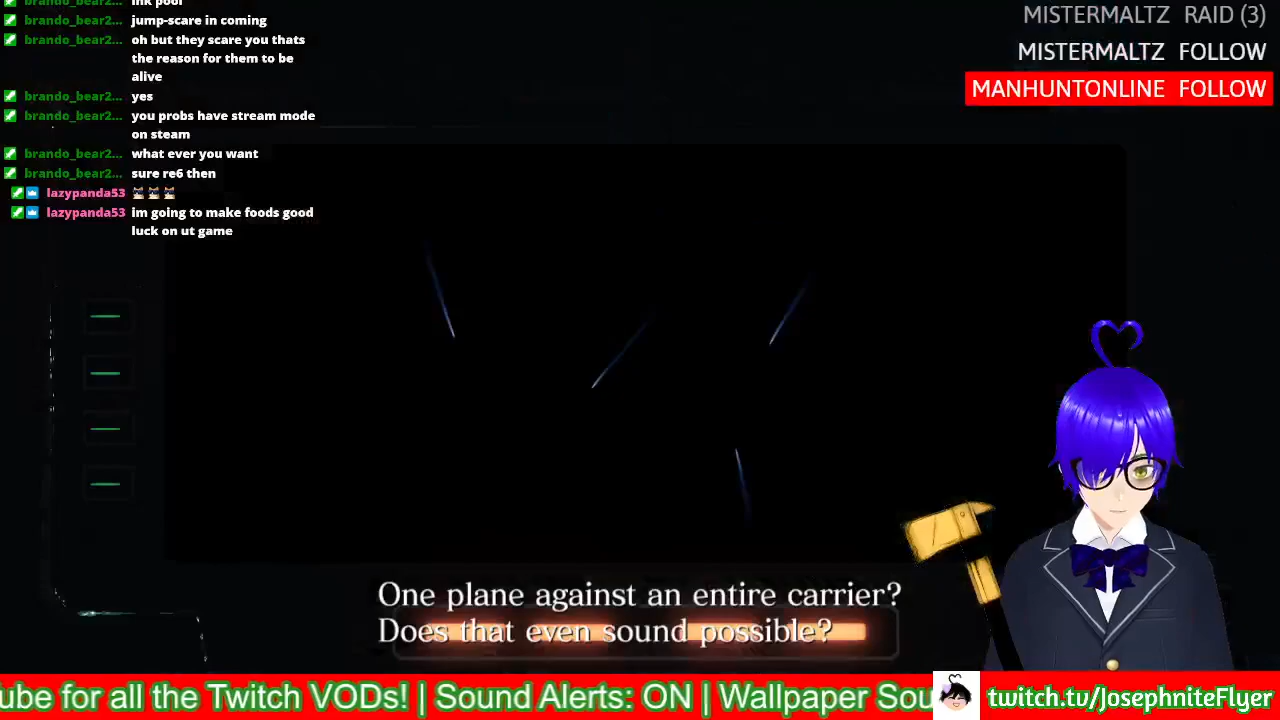 brando_bear2... ink pool
brando_bear2... jump-scare in coming
brando_bear2... oh but they scare you thats
the reason for them to be
alive
brando_bear2... yes
brando_bear2... you probs have stream mode
on steam
brando_bear2... what ever you want
brando_bear2... sure re6 then
lazypanda53
lazypanda53 im going to make foods good
luck on ut game
MISTERMALTZ RAID (3)
MISTERMALTZ FOLLOW
MANHUNTONLINE FOLLOW
One plane against an entire carrier?
Does that even sound possible?
ube for all the Twitch VODs! | Sound Alerts: ON | Wallpaper Sou
twitch.tv/JosephniteFlyer